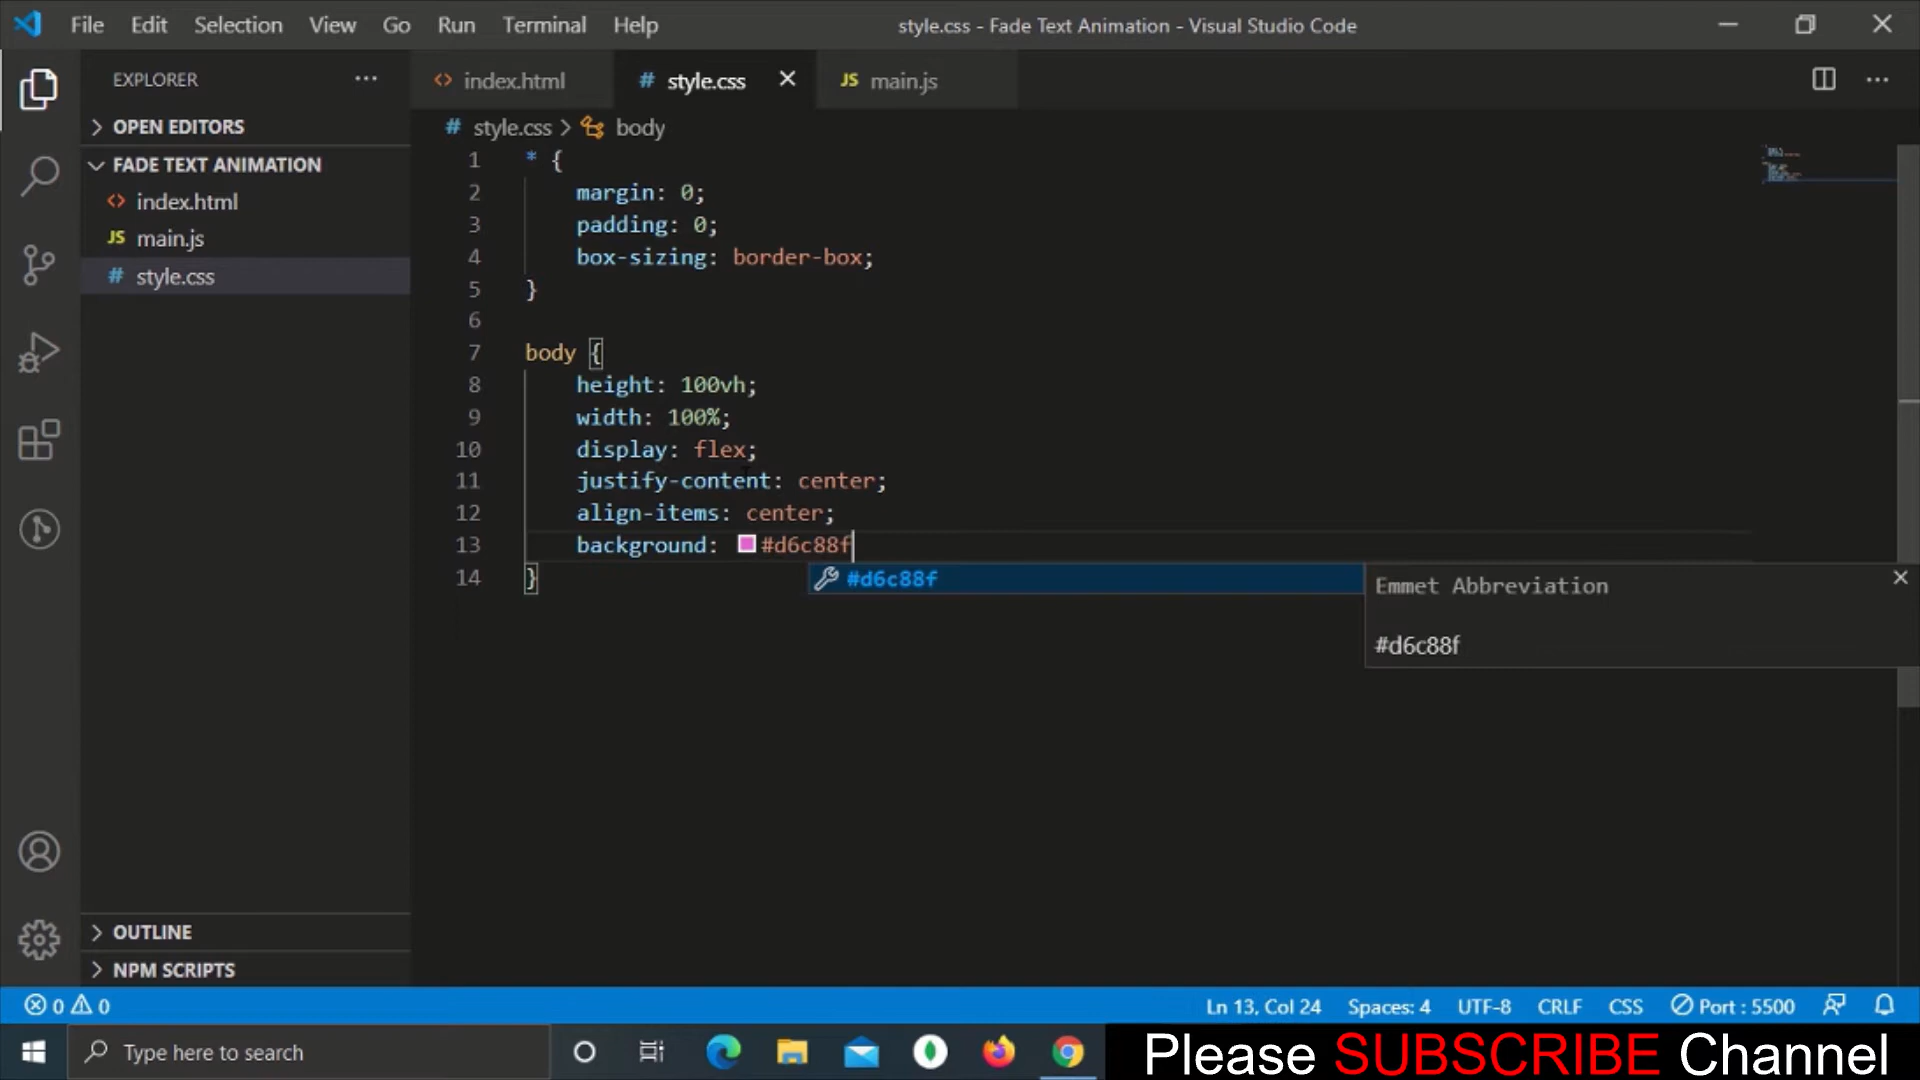 File Edit Selection View Go Run Terminal Help
style.css - Fade Text Animation - Visual Studio Code
EXPLORER
index.html
# style.css
JS main.js
OPEN EDITORS
FADE TEXT ANIMATION
index.html
JS main.js
# style.css
# style.css > body
1 * {
2 margin: 0;
3 padding: 0;
4 box-sizing: border-box;
5 }
6
7 body {
8 height: 100vh;
9 width: 100%;
10 display: flex;
11 justify-content: center;
12 align-items: center;
13 background: #d6c88f
14 }
#d6c88f
Emmet Abbreviation
#d6c88f
OUTLINE
NPM SCRIPTS
0 0
Ln 13, Col 24 Spaces: 4 UTF-8 CRLF CSS Port : 5500
Type here to search
Please SUBSCRIBE Channel